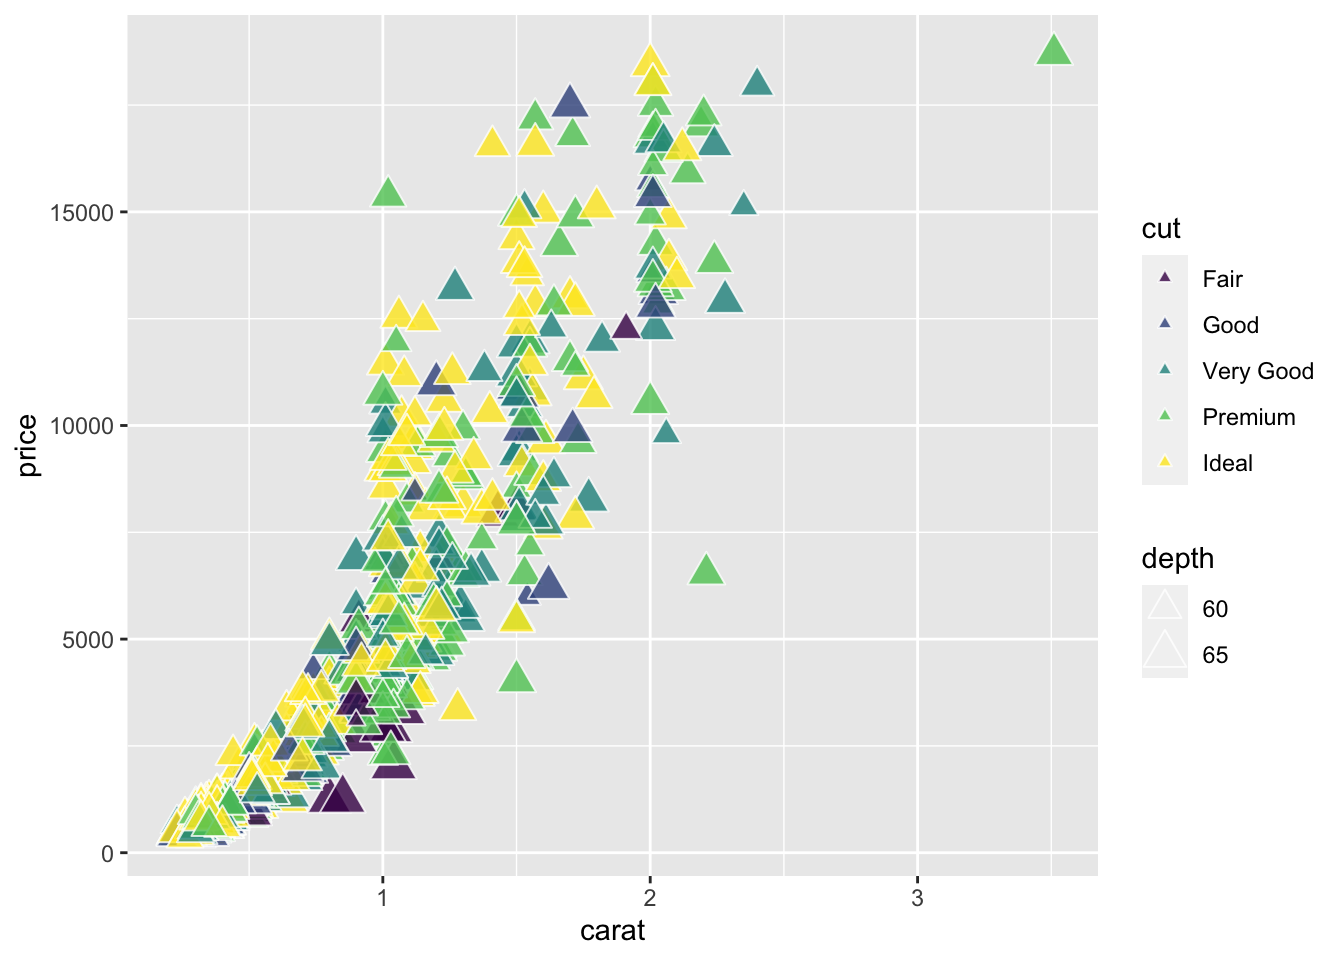 price
15000
10000
5000
0
1
2
3
carat
cut
Fair
Good
Very Good
Premium
Ideal
depth
60
65